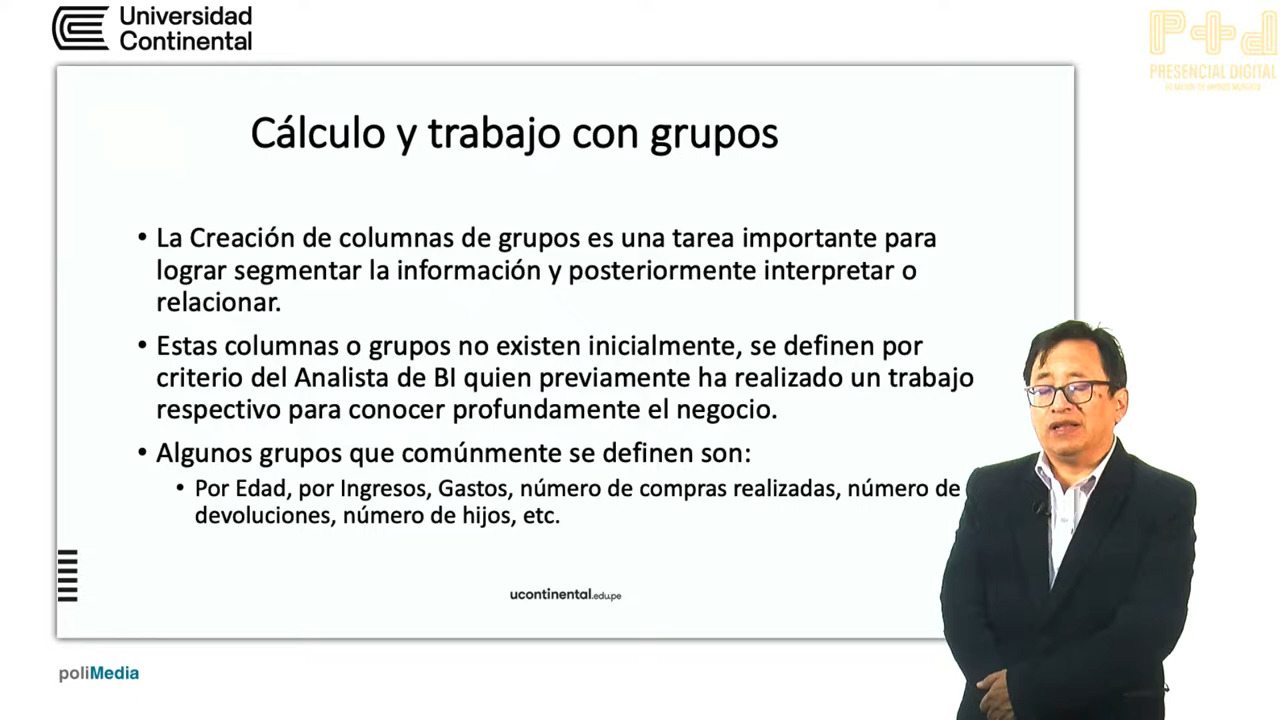 Universidad
Continental
P+d
PRESENCIAL DIGITAL
Cálculo y trabajo con grupos
• La Creación de columnas de grupos es una tarea importante para
lograr segmentar la información y posteriormente interpretar o
relacionar.
• Estas columnas o grupos no existen inicialmente, se definen por
criterio del Analista de BI quien previamente ha realizado un trabajo
respectivo para conocer profundamente el negocio.
• Algunos grupos que comúnmente se definen son:
• Por Edad, por Ingresos, Gastos, número de compras realizadas, número de
devoluciones, número de hijos, etc.
ucontinental.edu.pe
poliMedia